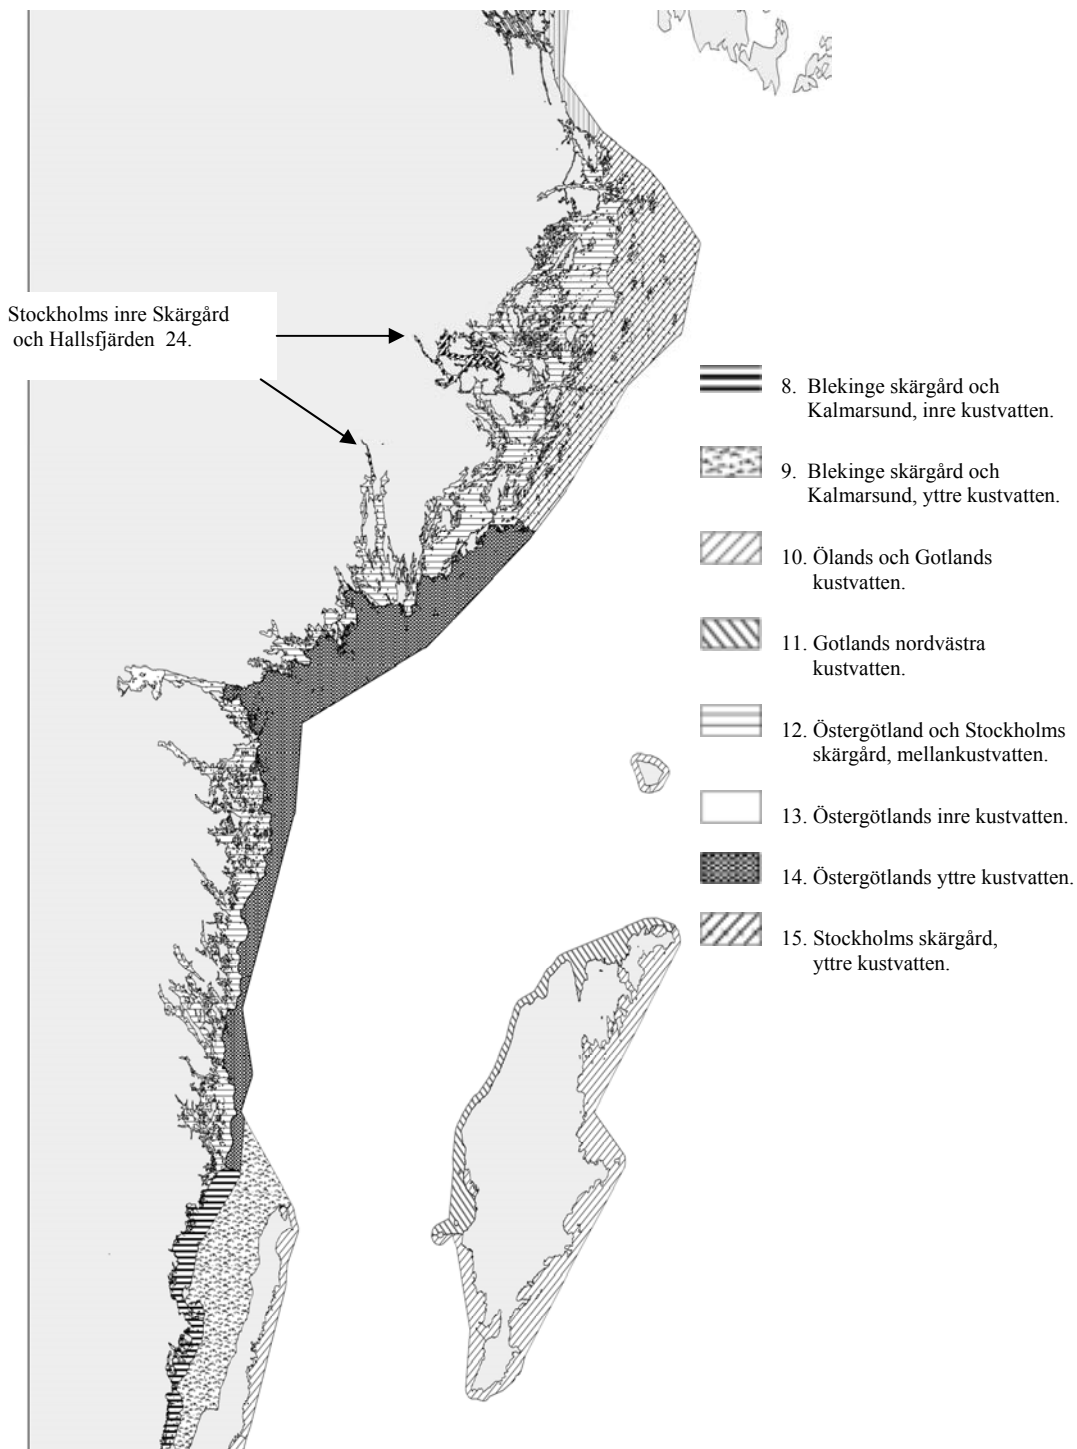 Stockholms inre Skärgård
och Hallsfjärden 24.
8. Blekinge skärgård och
Kalmarsund, inre kustvatten.
9. Blekinge skärgård och
Kalmarsund, yttre kustvatten.
10. Ölands och Gotlands
kustvatten.
11. Gotlands nordvästra
kustvatten.
12. Östergötland och Stockholms
skärgård, mellankustvatten.
13. Östergötlands inre kustvatten.
14. Östergötlands yttre kustvatten.
15. Stockholms skärgård,
yttre kustvatten.